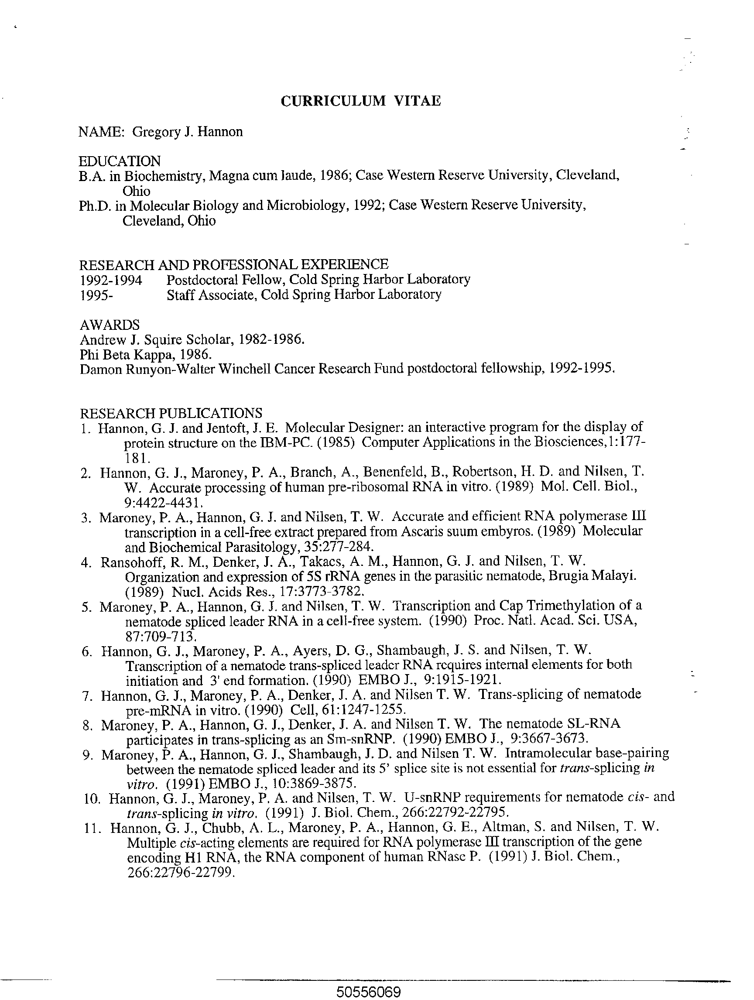 CURRICULUM VITAE
NAME: Gregory J. Hannon
EDUCATION
B.A. in Biochemistry, Magna cum laude, 1986; Case Western Reserve University, Cleveland,
Ohio
Ph.D. in Molecular Biology and Microbiology, 1992; Case Western Reserve University,
Cleveland, Ohio
RESEARCH AND PROFESSIONAL EXPERIENCE
1992-1994 Postdoctoral Fellow, Cold Spring Harbor Laboratory
1995- Staff Associate, Cold Spring Harbor Laboratory
AWARDS
Andrew J. Squire Scholar, 1982-1986.
Phi Beta Kappa, 1986.
Damon Runyon-Walter Winchell Cancer Research Fund postdoctoral fellowship, 1992-1995.
RESEARCH PUBLICATIONS
1. Hannon, G. J. and Jentoft, J. E. Molecular Designer: an interactive program for the display of
protein structure on the IBM-PC. (1985) Computer Applications in the Biosciences,1:177-
181.
2. Hannon, G. J., Maroney, P. A., Branch, A., Benenfeld, B., Robertson, H. D. and Nilsen, T.
W. Accurate processing of human pre-ribosomal RNA in vitro. (1989) Mol. Cell. Biol.,
9:4422-4431.
3. Maroney, P. A., Hannon, G. J. and Nilsen, T. W. Accurate and efficient RNA polymerase III
transcription in a cell-free extract prepared from Ascaris suum embyros. (1989) Molecular
and Biochemical Parasitology, 35:277-284.
4. Ransohoff, R. M., Denker, J. A., Takacs, A. M., Hannon, G. J. and Nilsen, T. W.
Organization and expression of 5S rRNA genes in the parasitic nematode, Brugia Malayi.
(1989) Nucl. Acids Res., 17:3773-3782.
5. Maroney, P. A., Hannon, G. J. and Nilsen, T. W. Transcription and Cap Trimethylation of a
nematode spliced leader RNA in a cell-free system. (1990) Proc. Natl. Acad. Sci. USA,
87:709-713.
6. Hannon, G. J., Maroney, P. A., Ayers, D. G., Shambaugh, J. S. and Nilsen, T. W.
Transcription of a nematode trans-spliced leader RNA requires internal elements for both
initiation and 3' end formation. (1990) EMBO J., 9:1915-1921.
7. Hannon, G. J., Maroney, P. A., Denker, J. A. and Nilsen T. W. Trans-splicing of nematode
pre-mRNA in vitro. (1990) Cell, 61:1247-1255.
8. Maroney, P. A., Hannon, G. J., Denker, J. A. and Nilsen T. W. The nematode SL-RNA
participates in trans-splicing as an Sm-snRNP. (1990) EMBO J., 9:3667-3673.
9. Maroney, P. A., Hannon, G. J., Shambaugh, J. D. and Nilsen T. W. Intramolecular base-pairing
between the nematode spliced leader and its 5' splice site is not essential for trans-splicing in
vitro. (1991) EMBO J., 10:3869-3875.
10. Hannon, G. J., Maroney, P. A. and Nilsen, T. W. U-snRNP requirements for nematode cis- and
trans-splicing in vitro. (1991) J. Biol. Chem., 266:22792-22795.
11. Hannon, G. J., Chubb, A. L., Maroney, P. A., Hannon, G. E., Altman, S. and Nilsen, T. W.
Multiple cis-acting elements are required for RNA polymerase III transcription of the gene
encoding H1 RNA, the RNA component of human RNase P. (1991) J. Biol. Chem.,
266:22796-22799.
50556069